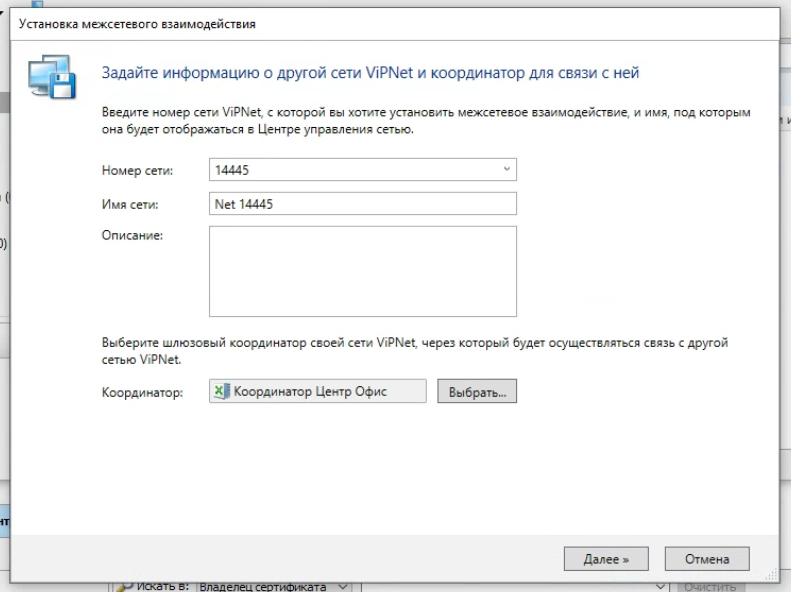 Установка межсетевого взаимодействия
Задайте информацию о другой сети ViPNet и координатор для связи с ней
Введите номер сети ViPNet, с которой вы хотите установить межсетевое взаимодействие, и имя, под которым
она будет отображаться в Центре управления сетью.
Номер сети: 14445
Имя сети: Net 14445
Описание:
Выберите шлюзовый координатор своей сети ViPNet, через который будет осуществляться связь с другой
сетью ViPNet.
Координатор: Координатор Центр Офис Выбрать...
Далее » Отмена
Искать в: Владелец сертификата Очистить